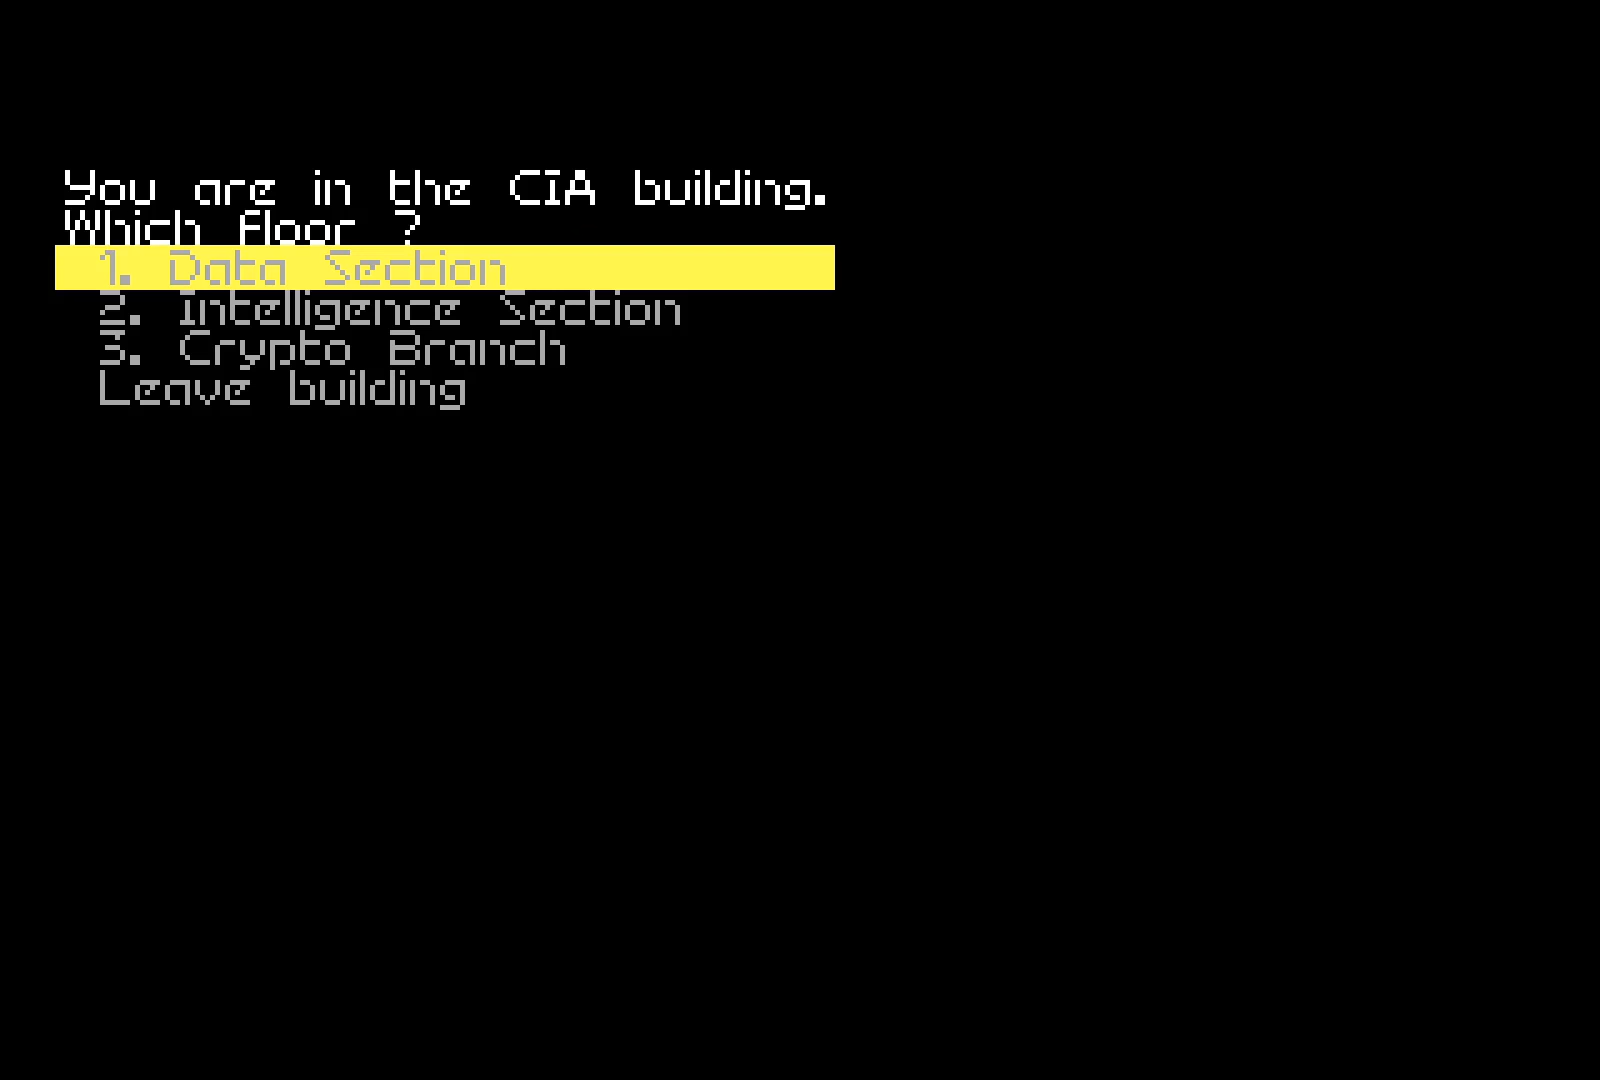 You are in the CIA building.
Which floor ?
1. Data Section
2. Intelligence Section
3. Crypto Branch
Leave building